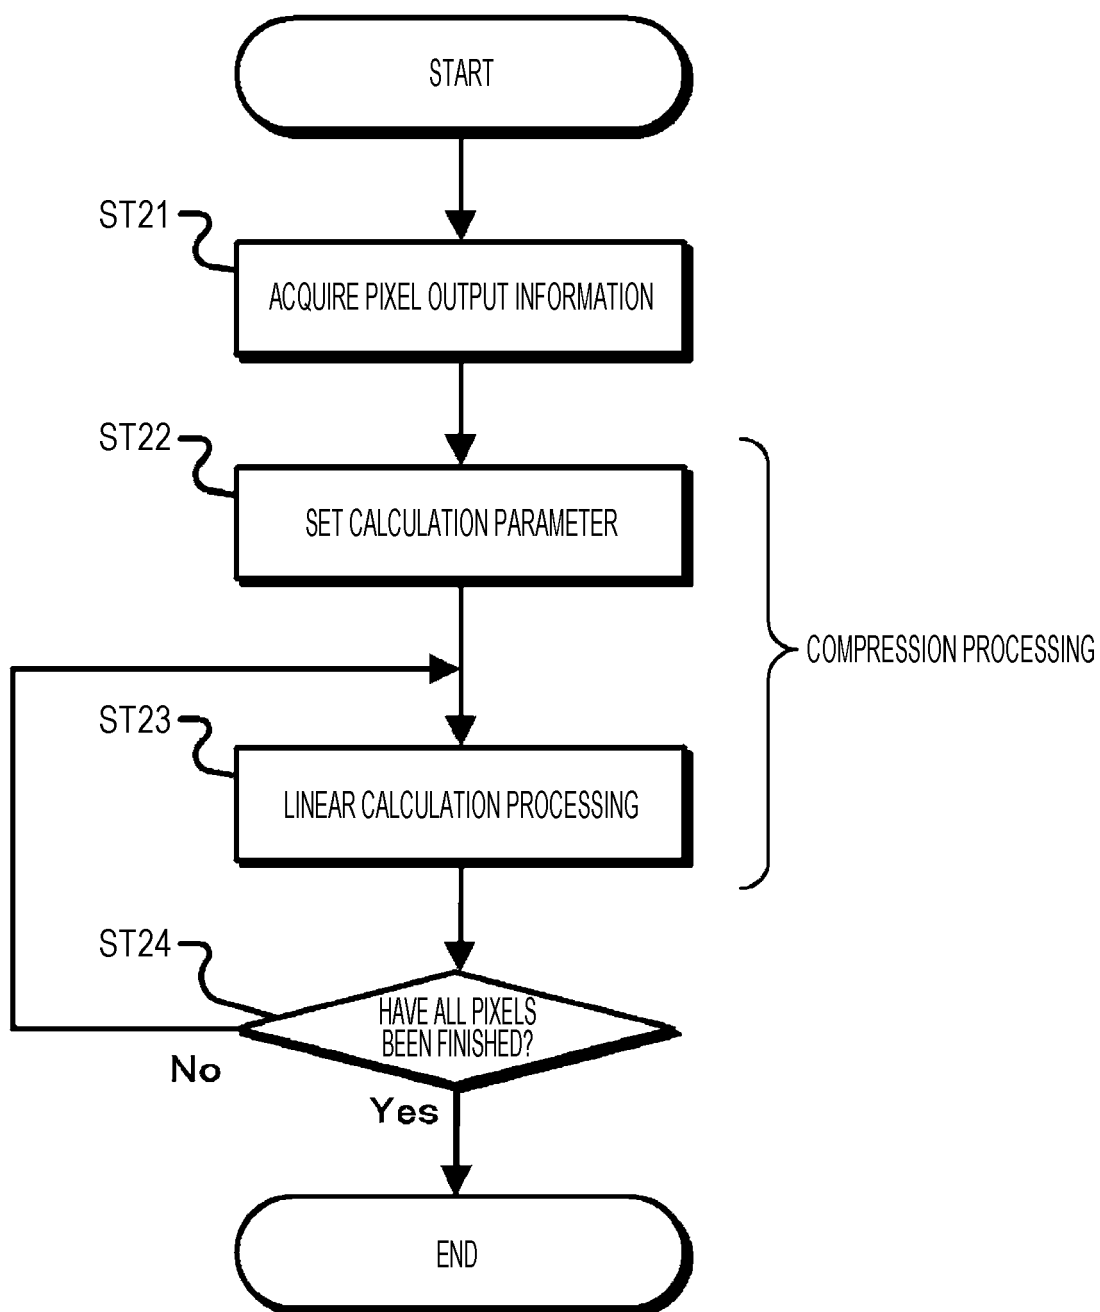 START
ST21
ACQUIRE PIXEL OUTPUT INFORMATION
ST22
SET CALCULATION PARAMETER
COMPRESSION PROCESSING
ST23
LINEAR CALCULATION PROCESSING
ST24
HAVE ALL PIXELS
BEEN FINISHED?
No
Yes
END